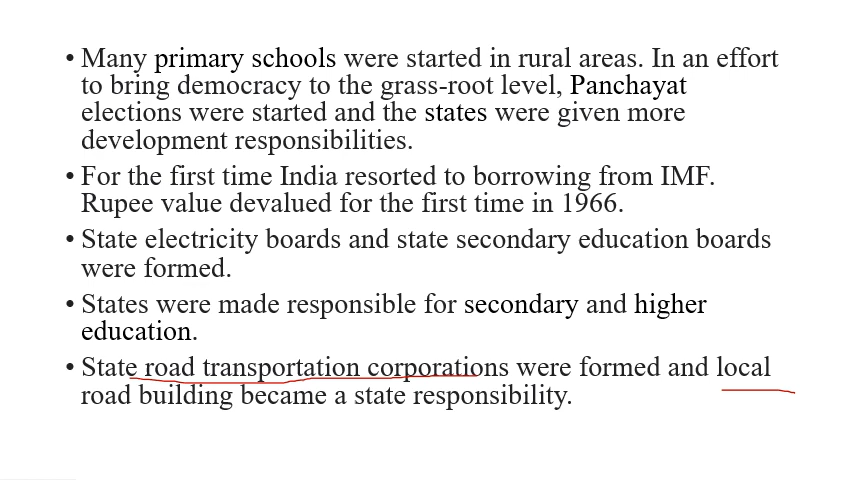 • Many primary schools were started in rural areas. In an effort
to bring democracy to the grass-root level, Panchayat
elections were started and the states were given more
development responsibilities.
• For the first time India resorted to borrowing from IMF.
Rupee value devalued for the first time in 1966.
• State electricity boards and state secondary education boards
were formed.
• States were made responsible for secondary and higher
education.
• State road transportation corporations were formed and local
road building became a state responsibility.